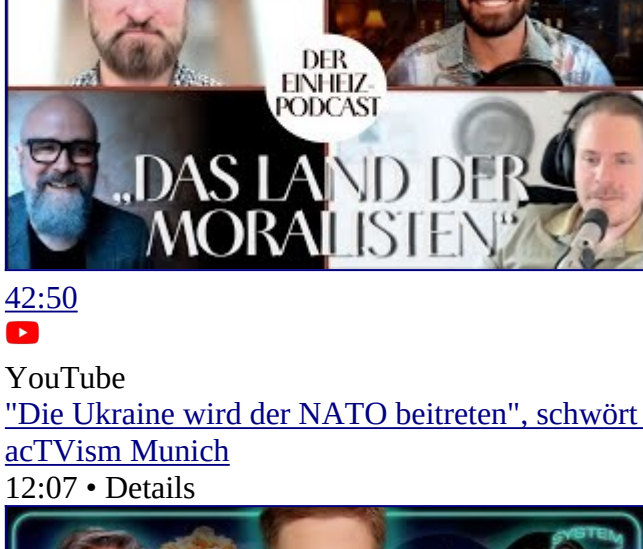 DER
EINHEIZ-
PODCAST
„DAS LAND DER
MORALISTEN“
42:50
YouTube
"Die Ukraine wird der NATO beitreten", schwört
acTVism Munich
12:07 • Details
SYSTEM